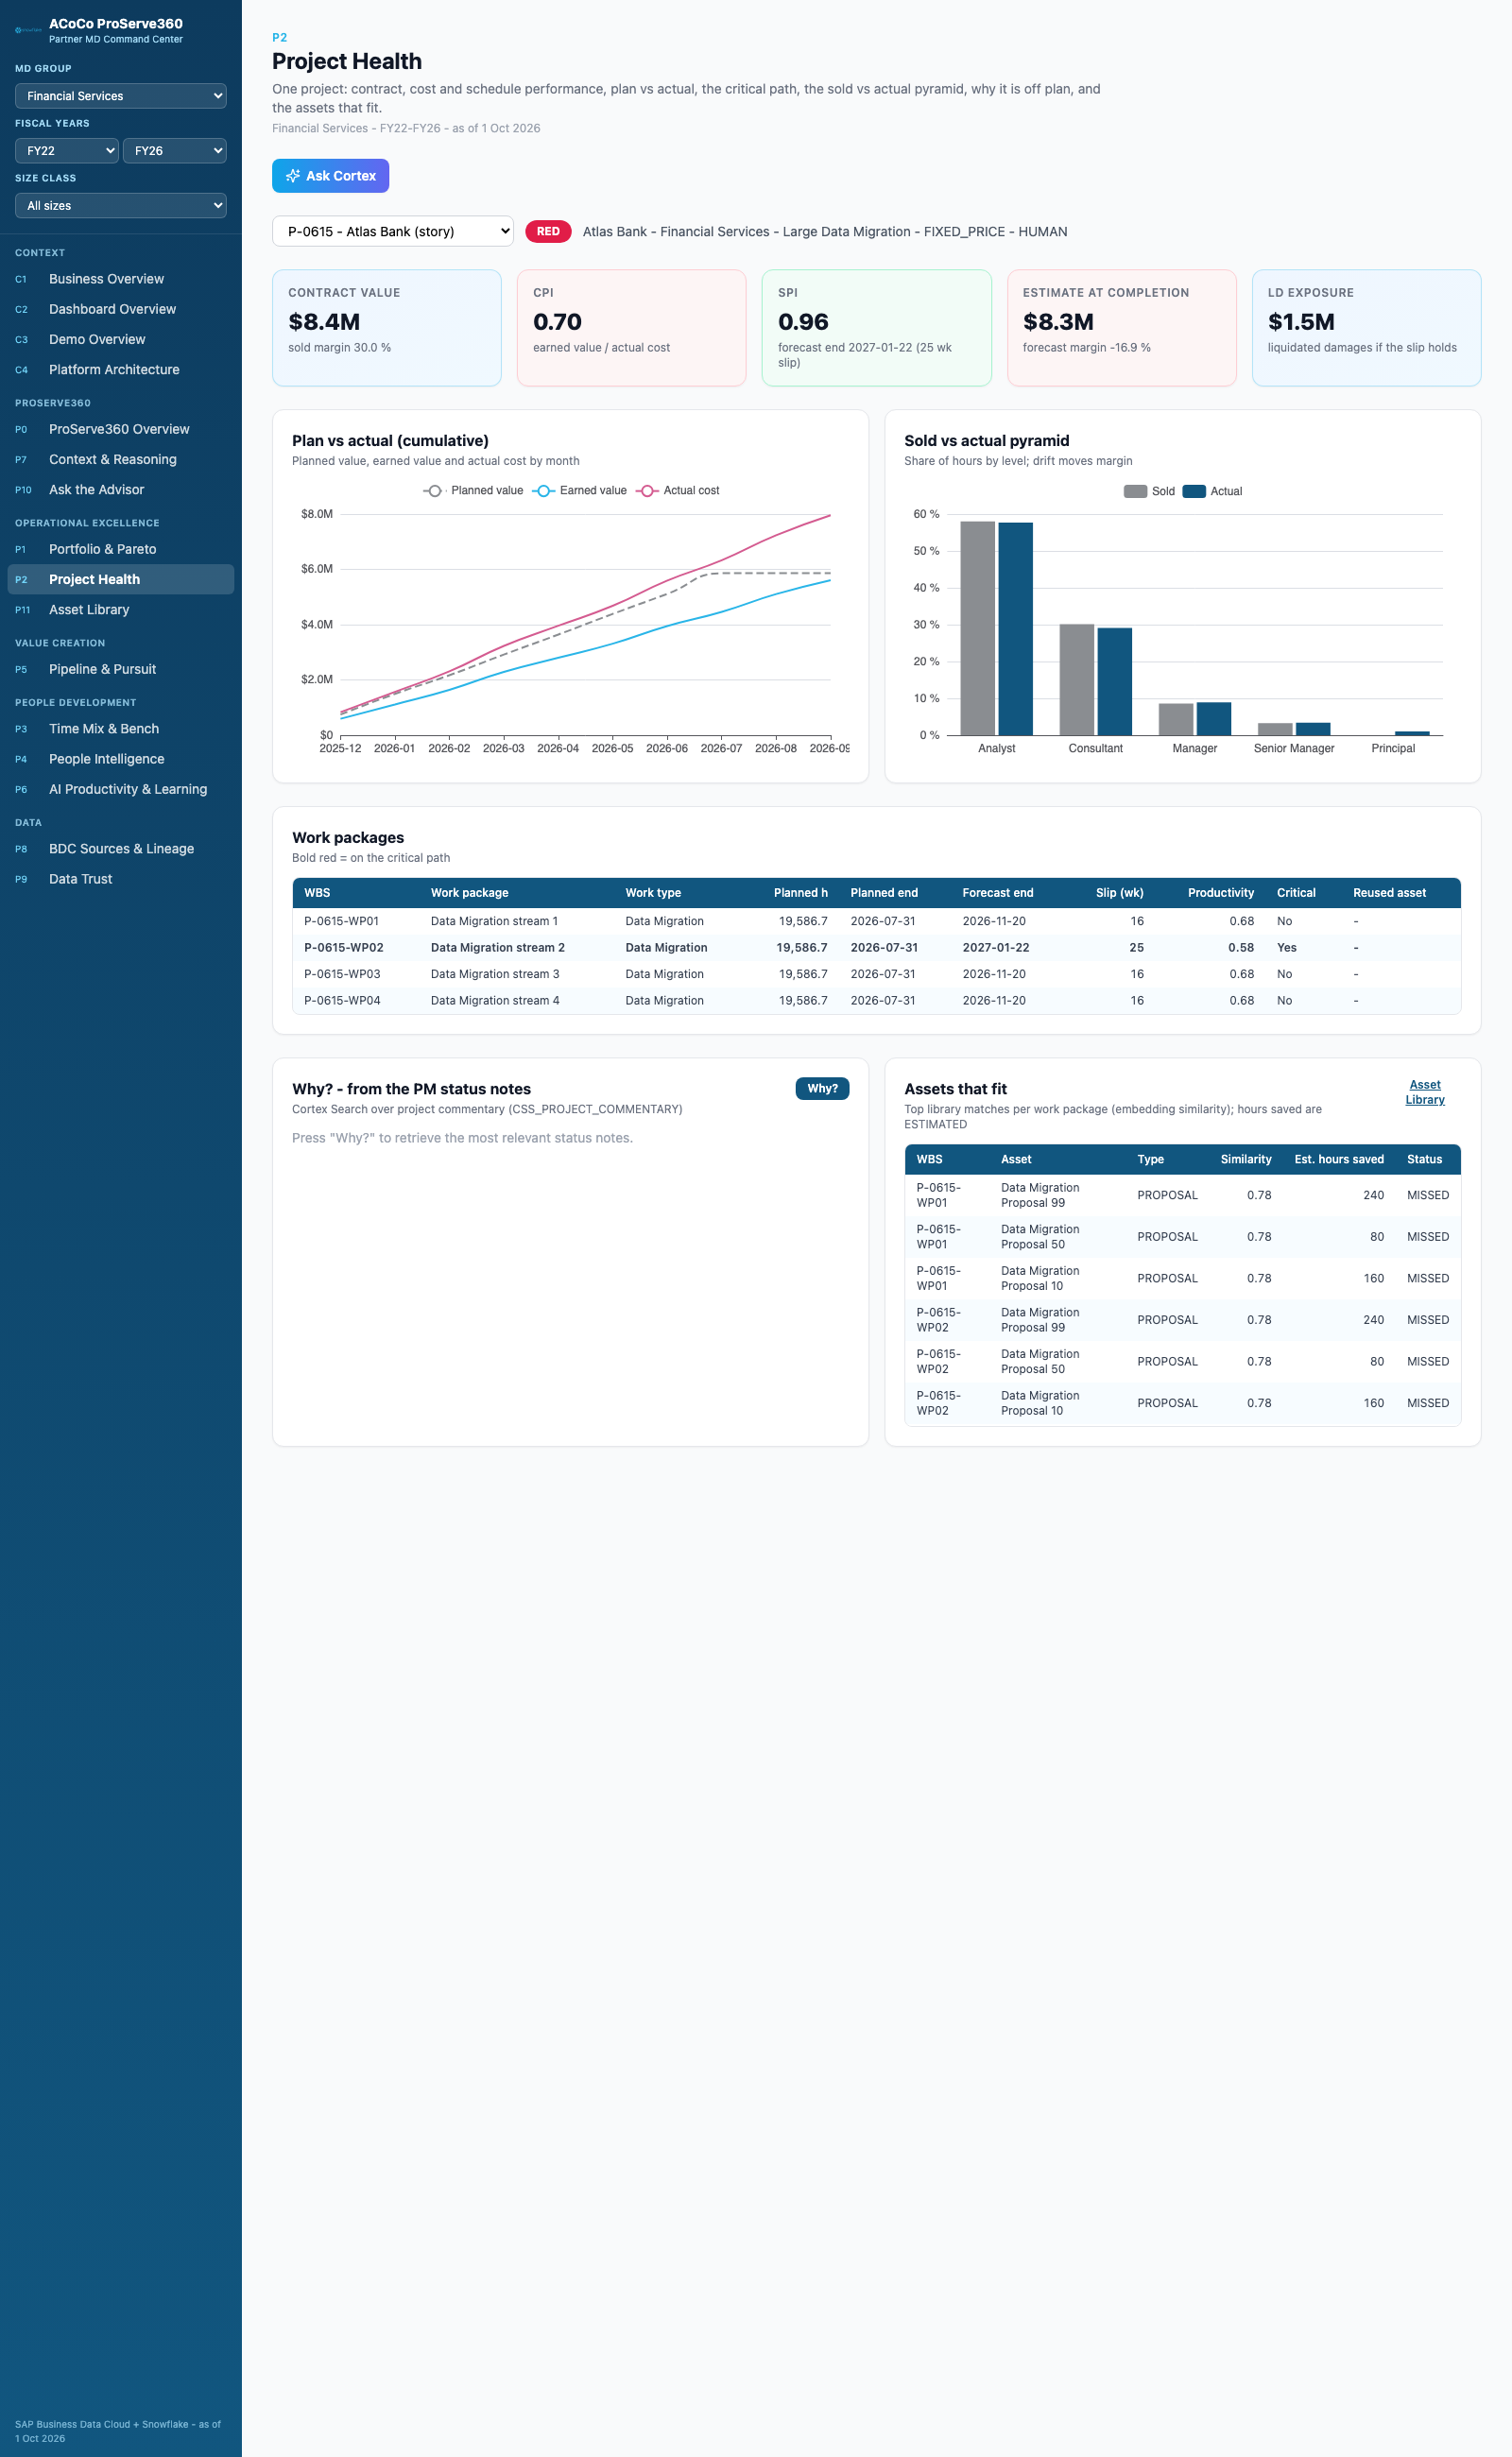 ACoCo ProServe360
Partner MD Command Center
MD GROUP
Financial Services
FISCAL YEARS
FY22 FY26
SIZE CLASS
All sizes
CONTEXT
C1 Business Overview
C2 Dashboard Overview
C3 Demo Overview
C4 Platform Architecture
PROSERVE360
P0 ProServe360 Overview
P7 Context & Reasoning
P10 Ask the Advisor
OPERATIONAL EXCELLENCE
P1 Portfolio & Pareto
P2 Project Health
P11 Asset Library
VALUE CREATION
P5 Pipeline & Pursuit
PEOPLE DEVELOPMENT
P3 Time Mix & Bench
P4 People Intelligence
P6 AI Productivity & Learning
DATA
P8 BDC Sources & Lineage
P9 Data Trust
SAP Business Data Cloud + Snowflake - as of
1 Oct 2026
P2
Project Health
One project: contract, cost and schedule performance, plan vs actual, the critical path, the sold vs actual pyramid, why it is off plan, and
the assets that fit.
Financial Services - FY22-FY26 - as of 1 Oct 2026
Ask Cortex
P-0615 - Atlas Bank (story) RED Atlas Bank - Financial Services - Large Data Migration - FIXED_PRICE - HUMAN
CONTRACT VALUE
$8.4M
sold margin 30.0 %
CPI
0.70
earned value / actual cost
SPI
0.96
forecast end 2027-01-22 (25 wk
slip)
ESTIMATE AT COMPLETION
$8.3M
forecast margin -16.9 %
LD EXPOSURE
$1.5M
liquidated damages if the slip holds
Plan vs actual (cumulative)
Planned value, earned value and actual cost by month
Planned value Earned value Actual cost
$8.0M
$6.0M
$4.0M
$2.0M
$0
2025-12 2026-01 2026-02 2026-03 2026-04 2026-05 2026-06 2026-07 2026-08 2026-09
Sold vs actual pyramid
Share of hours by level; drift moves margin
Sold Actual
60 %
50 %
40 %
30 %
20 %
10 %
0 %
Analyst Consultant Manager Senior Manager Principal
Work packages
Bold red = on the critical path
WBS Work package Work type Planned h Planned end Forecast end Slip (wk) Productivity Critical Reused asset
P-0615-WP01 Data Migration stream 1 Data Migration 19,586.7 2026-07-31 2026-11-20 16 0.68 No -
P-0615-WP02 Data Migration stream 2 Data Migration 19,586.7 2026-07-31 2027-01-22 25 0.58 Yes -
P-0615-WP03 Data Migration stream 3 Data Migration 19,586.7 2026-07-31 2026-11-20 16 0.68 No -
P-0615-WP04 Data Migration stream 4 Data Migration 19,586.7 2026-07-31 2026-11-20 16 0.68 No -
Why? - from the PM status notes
Why?
Cortex Search over project commentary (CSS_PROJECT_COMMENTARY)
Press "Why?" to retrieve the most relevant status notes.
Assets that fit
Asset
Library
Top library matches per work package (embedding similarity); hours saved are
ESTIMATED
WBS Asset Type Similarity Est. hours saved Status
P-0615-
WP01 Data Migration
Proposal 99 PROPOSAL 0.78 240 MISSED
P-0615-
WP01 Data Migration
Proposal 50 PROPOSAL 0.78 80 MISSED
P-0615-
WP01 Data Migration
Proposal 10 PROPOSAL 0.78 160 MISSED
P-0615-
WP02 Data Migration
Proposal 99 PROPOSAL 0.78 240 MISSED
P-0615-
WP02 Data Migration
Proposal 50 PROPOSAL 0.78 80 MISSED
P-0615-
WP02 Data Migration
Proposal 10 PROPOSAL 0.78 160 MISSED